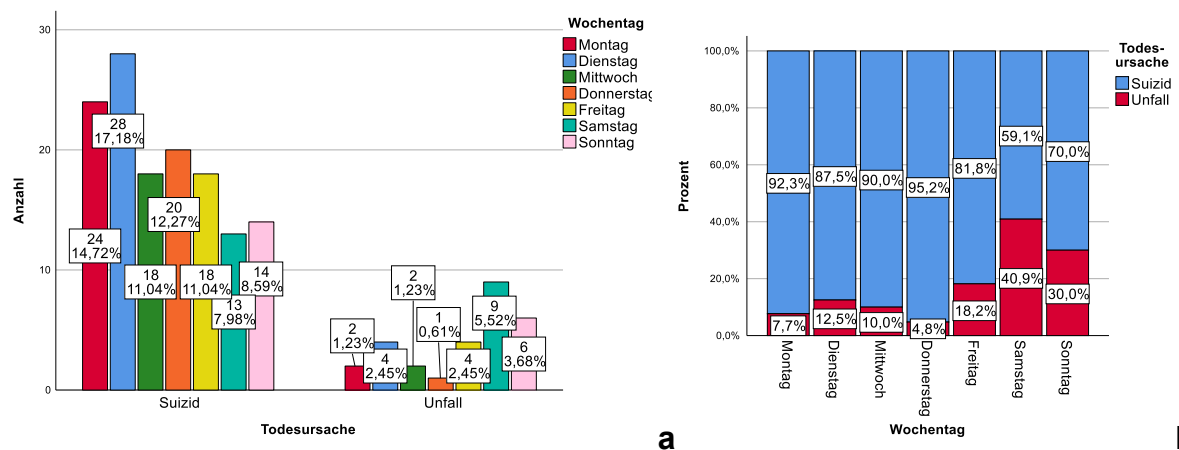 Wochentag
Montag
Dienstag
Mittwoch
Donnerstag
Freitag
Samstag
Sonntag
30
20
10
0
Anzahl
28
17,18%
24
14,72%
18
11,04%
20
12,27%
18
11,04%
13
7,98%
14
8,59%
2
1,23%
4
2,45%
2
1,23%
1
0,61%
4
2,45%
9
5,52%
6
3,68%
Suizid
Unfall
Todesursache
a
Todes-
ursache
Suizid
Unfall
100,0%
80,0%
60,0%
40,0%
20,0%
0,0%
Prozent
92,3%
87,5%
90,0%
95,2%
81,8%
59,1%
70,0%
7,7%
12,5%
10,0%
4,8%
18,2%
40,9%
30,0%
Montag
Dienstag
Mittwoch
Donnerstag
Freitag
Samstag
Sonntag
Wochentag